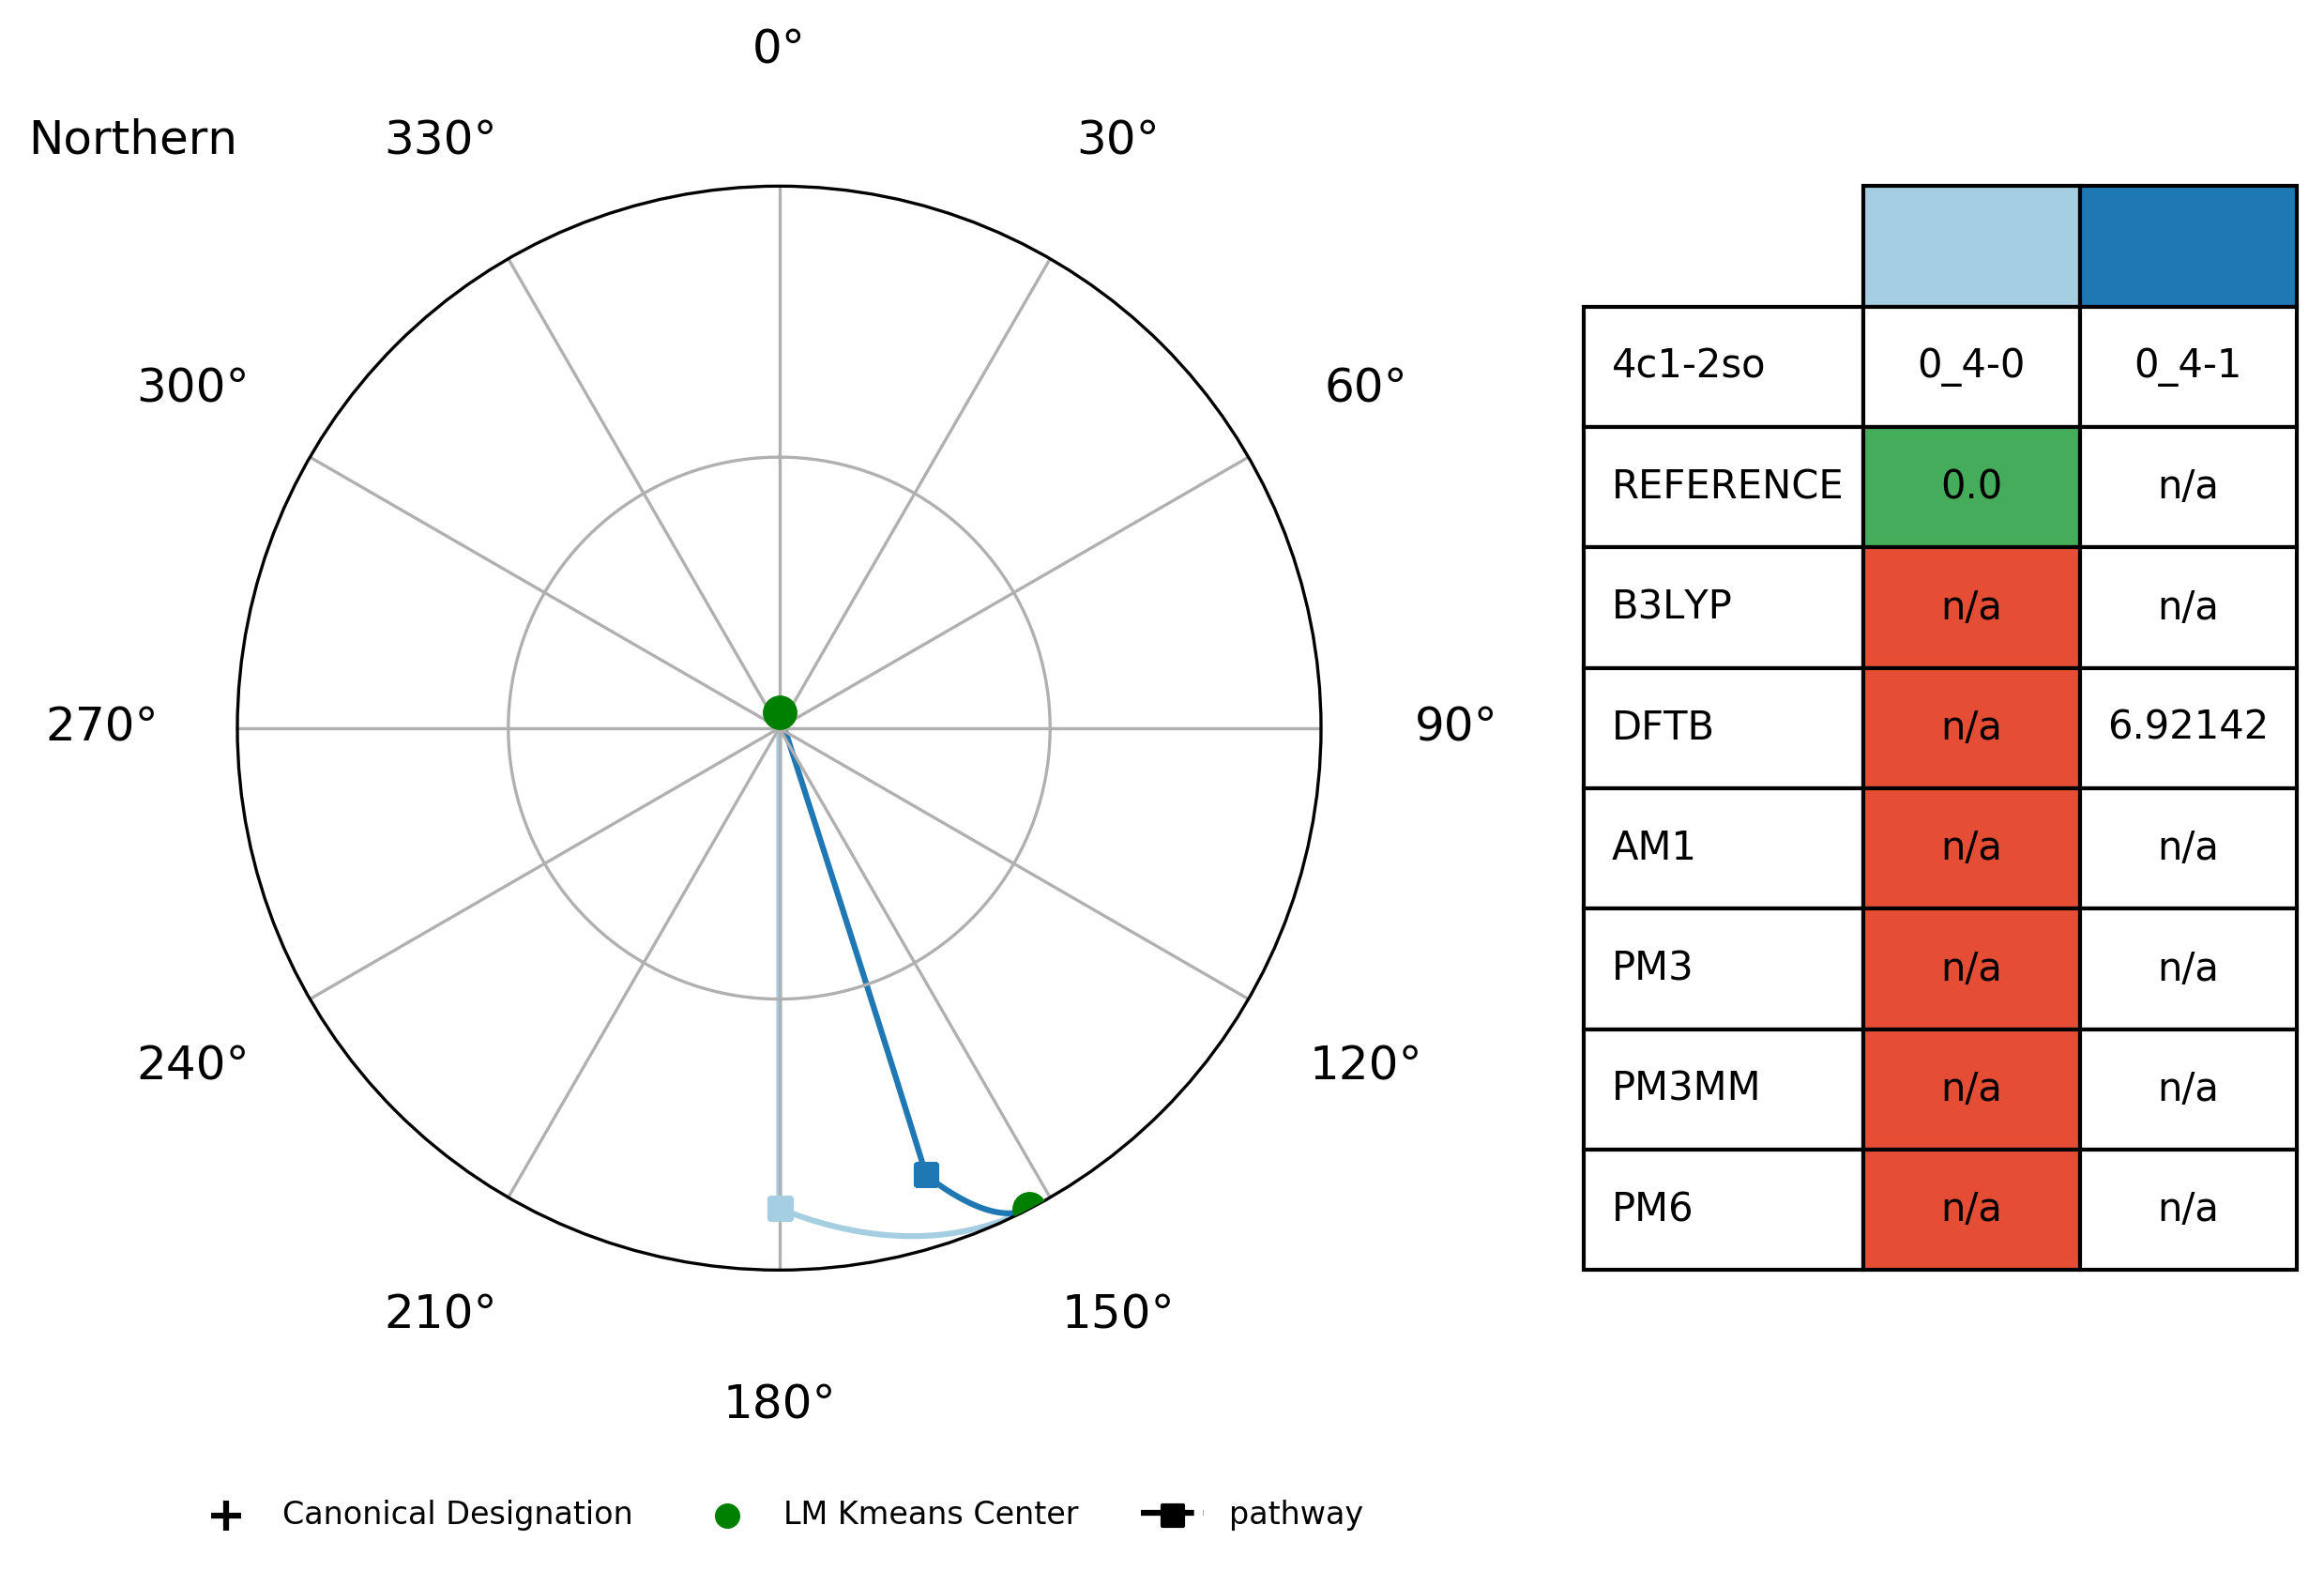 0°
Northern
330°
30°
300°
60°
270°
90°
240°
120°
210°
150°
180°
4c1-2so 0_4-0 0_4-1
REFERENCE 0.0 n/a
B3LYP n/a n/a
DFTB n/a 6.92142
AM1 n/a n/a
PM3 n/a n/a
PM3MM n/a n/a
PM6 n/a n/a
Canonical Designation LM Kmeans Center pathway